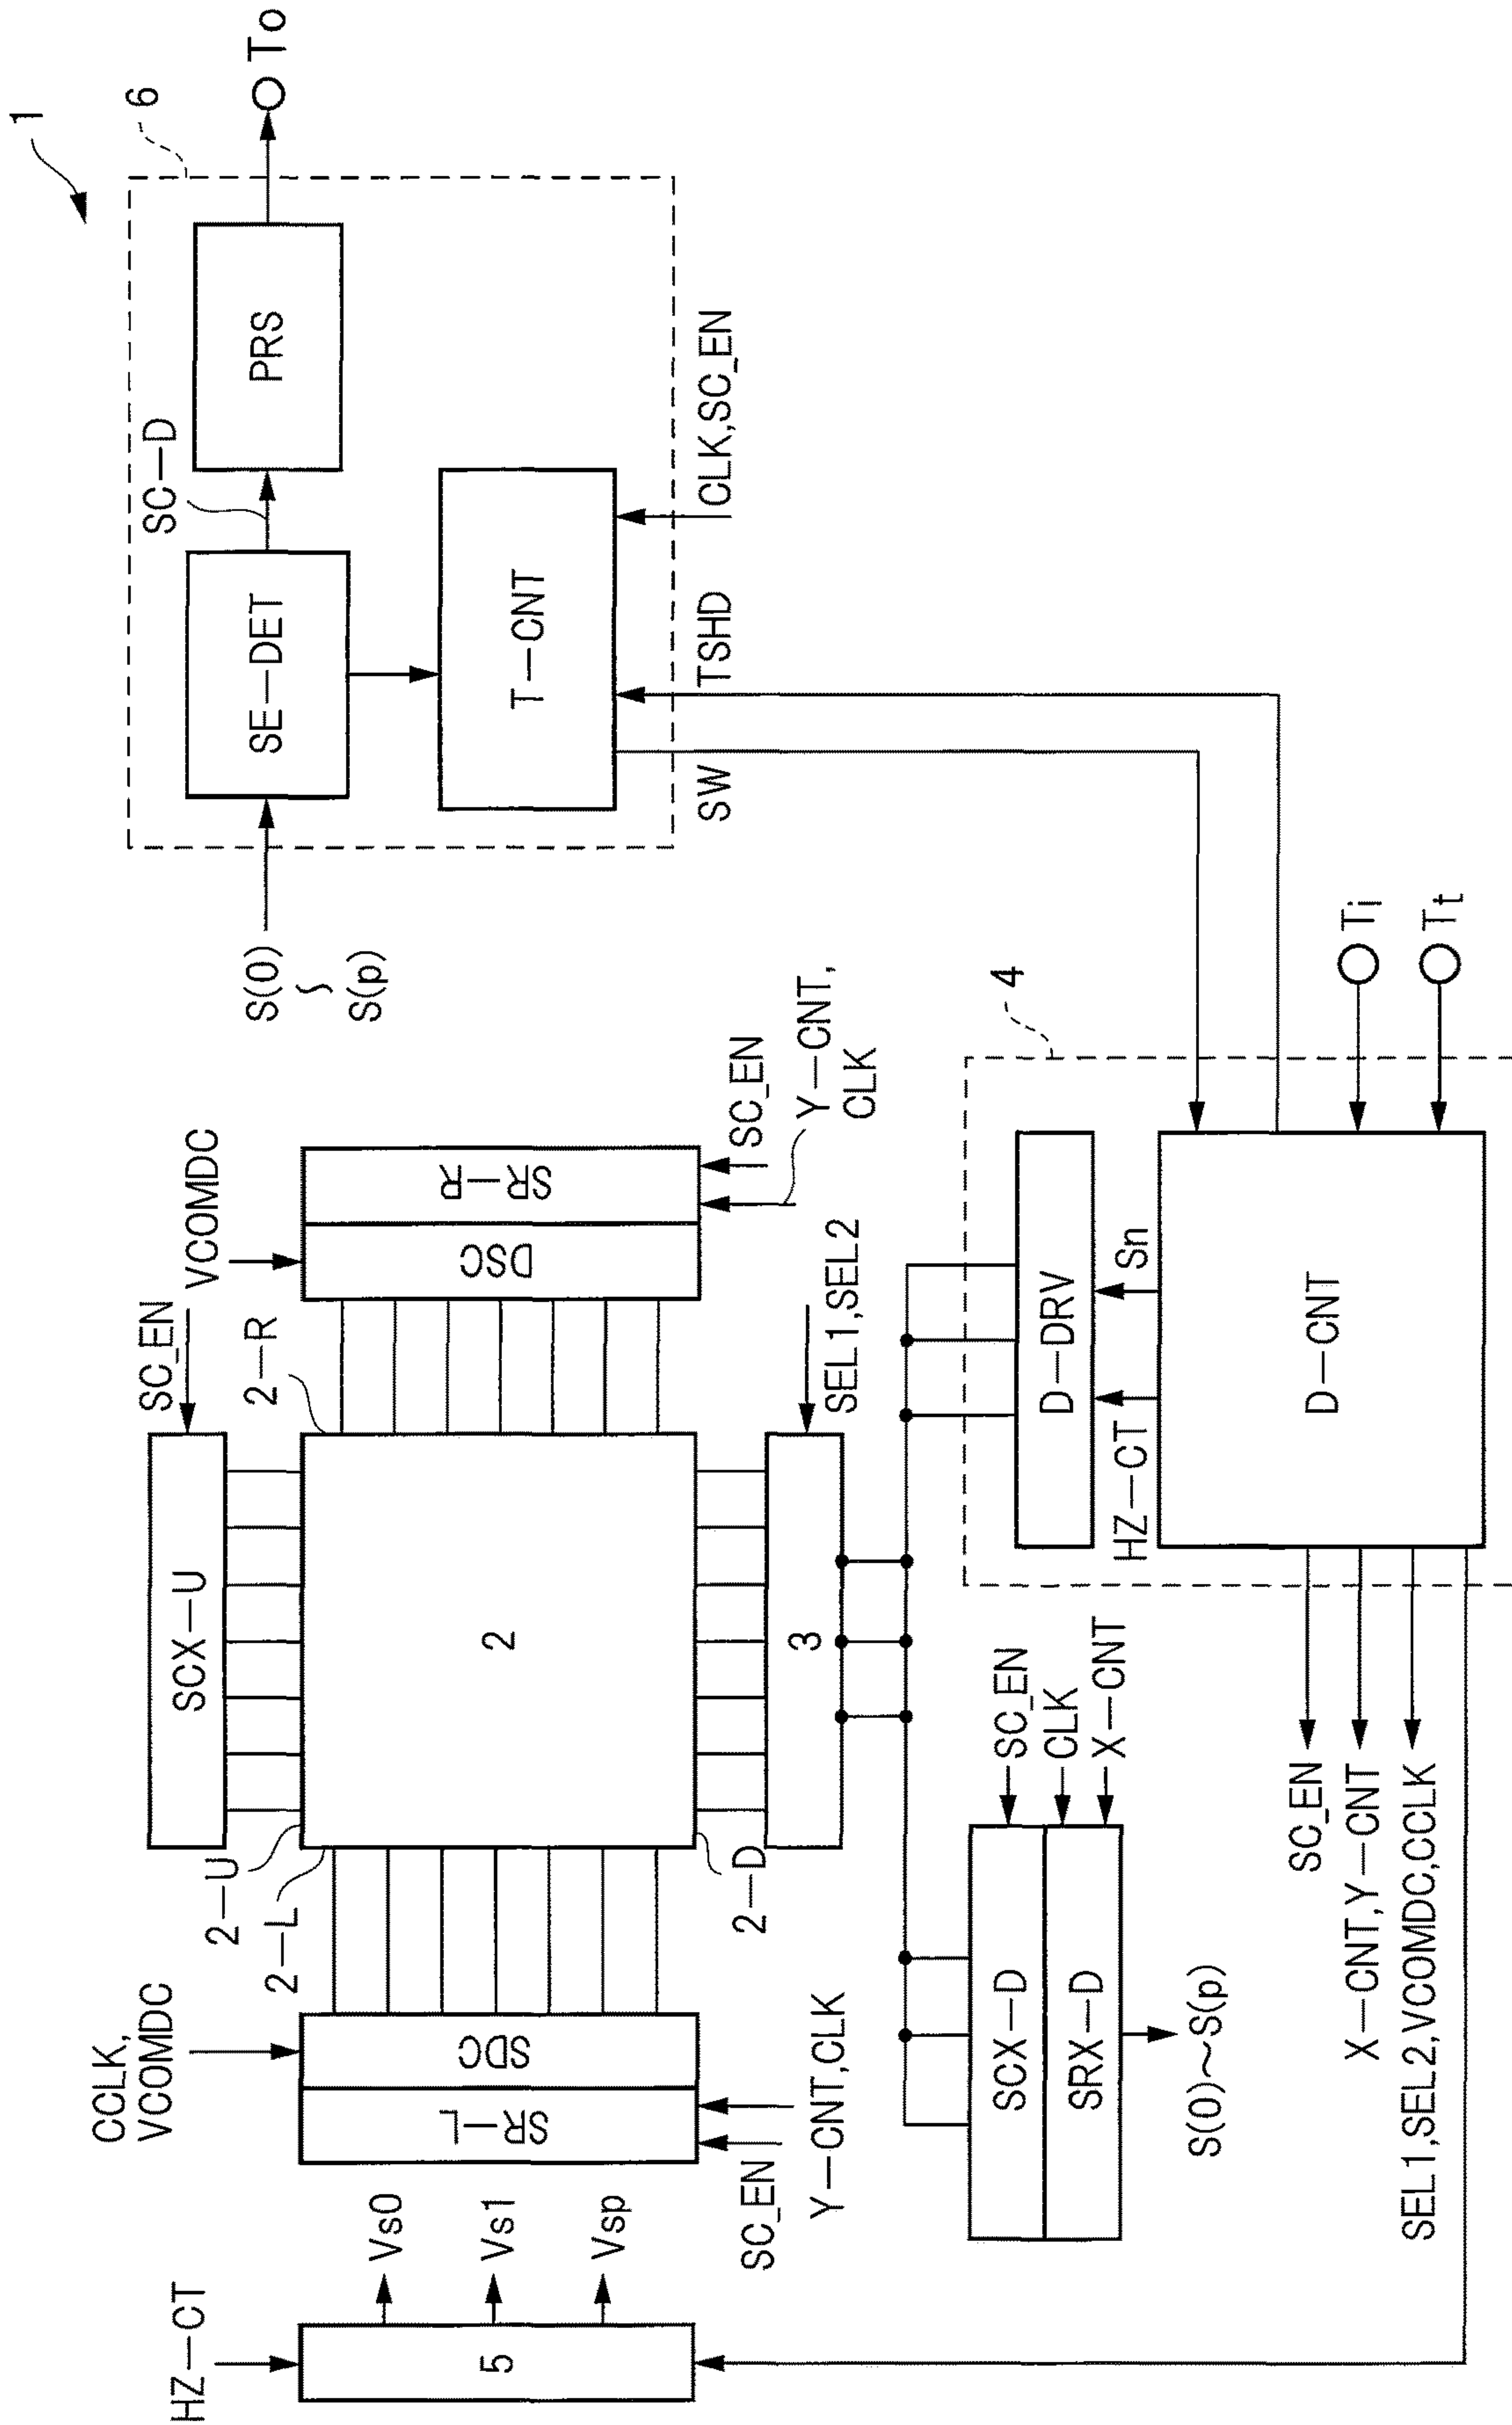 1
6
To
PRS
SC—D
SE—DET
T—CNT
CLK,SC_EN
TSHD
SW
S(0)
~
S(p)
VCOMDC
SC_EN
SR—R
DSC
SC_EN
Y—CNT,
CLK
SCX—U
2—R
2
2—U
2—L
2—D
SEL1,SEL2
3
CCLK,
VCOMDC
SDC
SR—L
SC_EN
Y—CNT,CLK
HZ—CT
5
Vs0
Vs1
Vsp
4
Ti
Tt
D—DRV
Sn
HZ—CT
D—CNT
SC_EN
CLK
X—CNT
SCX—D
SRX—D
S(0)~S(p)
SC_EN
X—CNT,Y—CNT
SEL1,SEL2,VCOMDC,CCLK